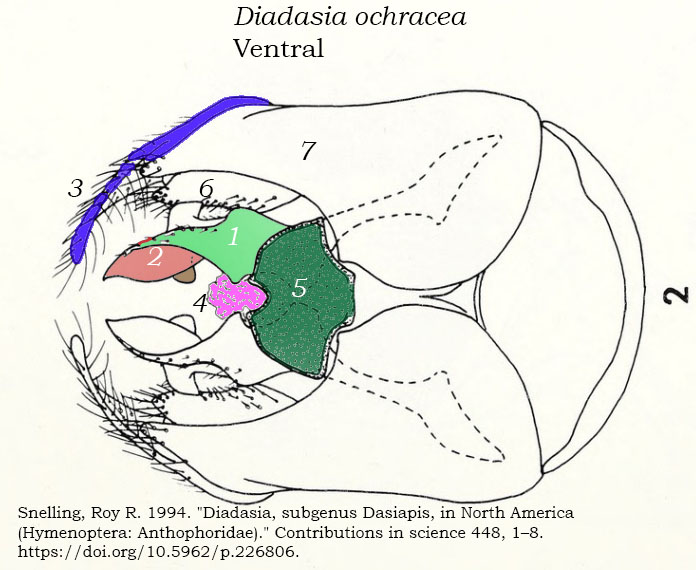 Diadasia ochracea
Ventral
7
3
6
1
2
5
4
2
Snelling, Roy R. 1994. "Diadasia, subgenus Dasiapis, in North America
(Hymenoptera: Anthophoridae)." Contributions in science 448, 1–8.
https://doi.org/10.5962/p.226806.